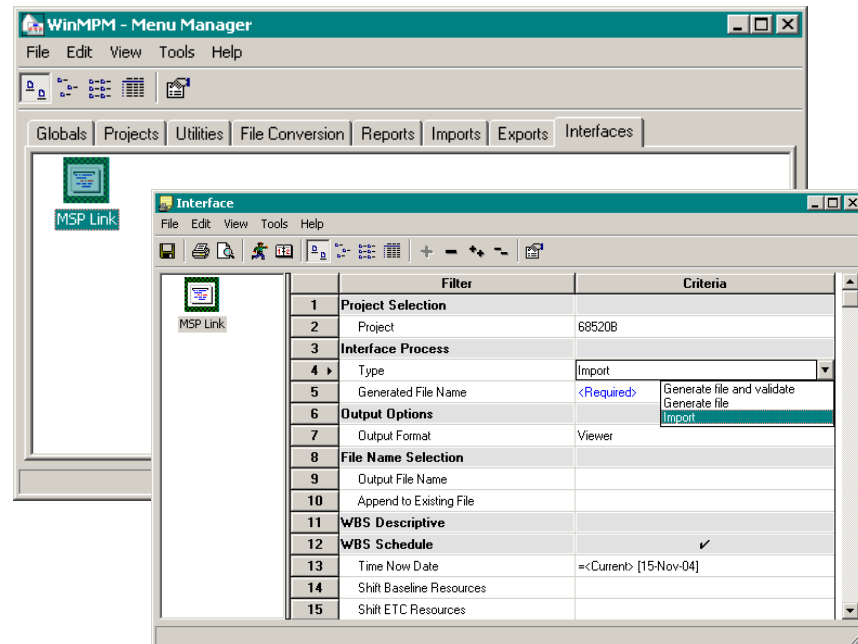 WinMPM - Menu Manager
File Edit View Tools Help
Globals Projects Utilities File Conversion Reports Imports Exports Interfaces
MSP Link
Interface
File Edit View Tools Help
MSP Link
Filter Criteria
1 Project Selection
2 Project 68520B
3 Interface Process
4 Type Import
5 Generated File Name <Required>
Generate file and validate
Generate file
Import
6 Output Options
7 Output Format Viewer
8 File Name Selection
9 Output File Name
10 Append to Existing File
11 WBS Descriptive
12 WBS Schedule ✔
13 Time Now Date =<Current> [15-Nov-04]
14 Shift Baseline Resources
15 Shift ETC Resources